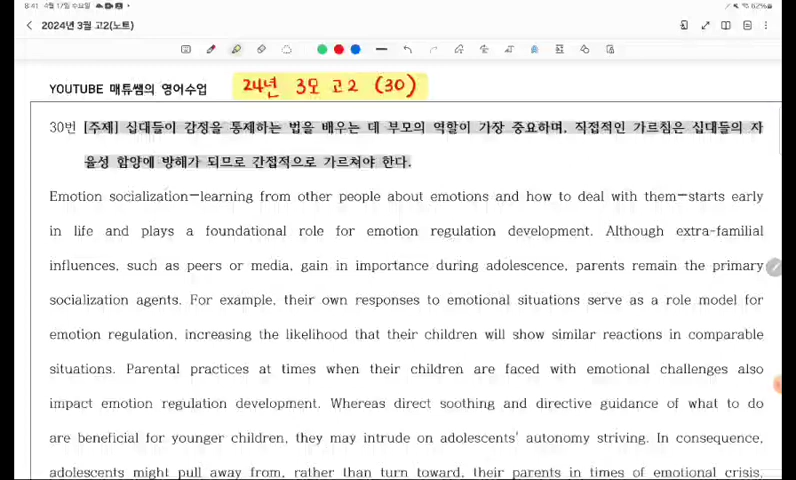 8:41 4월 17일 수요일
62%
2024년 3월 고2(노트)
YOUTUBE 매튜쌤의 영어수업
24년 3모 고2 (30)
30번 [주제] 십대들이 감정을 통제하는 법을 배우는 데 부모의 역할이 가장 중요하며, 직접적인 가르침은 십대들의 자
율성 함양에 방해가 되므로 간접적으로 가르쳐야 한다.
Emotion socialization—learning from other people about emotions and how to deal with them—starts early
in life and plays a foundational role for emotion regulation development. Although extra-familial
influences, such as peers or media, gain in importance during adolescence, parents remain the primary
socialization agents. For example, their own responses to emotional situations serve as a role model for
emotion regulation, increasing the likelihood that their children will show similar reactions in comparable
situations. Parental practices at times when their children are faced with emotional challenges also
impact emotion regulation development. Whereas direct soothing and directive guidance of what to do
are beneficial for younger children, they may intrude on adolescents' autonomy striving. In consequence,
adolescents might pull away from, rather than turn toward, their parents in times of emotional crisis,